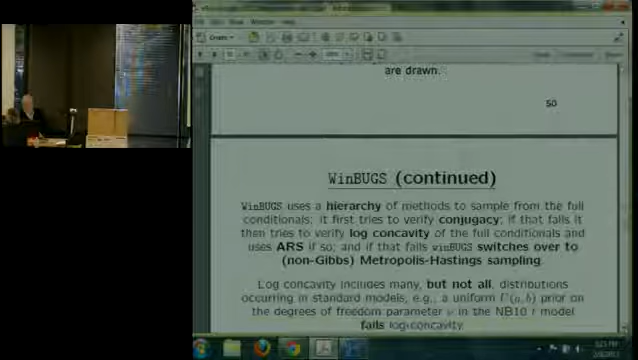 are drawn.
50
WinBUGS (continued)
WinBUGS uses a hierarchy of methods to sample from the full
conditionals: it first tries to verify conjugacy; if that fails it
then tries to verify log concavity of the full conditionals and
uses ARS if so; and if that fails winBUGS switches over to
(non-Gibbs) Metropolis-Hastings sampling.
Log concavity includes many, but not all, distributions
occurring in standard models, e.g., a uniform
prior on
the degrees of freedom parameter ν in the NB10 t model
fails log-concavity.